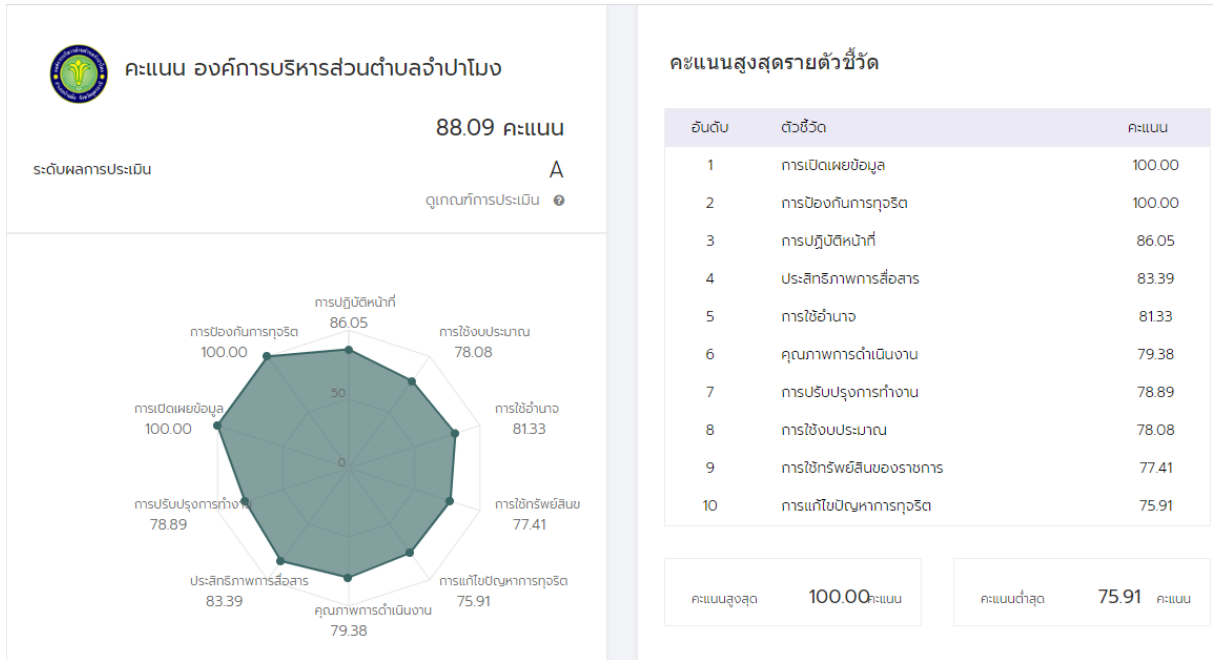 คะแนน องค์การบริหารส่วนตำบลจำปาโมง
88.09 คะแนน
ระดับผลการประเมิน A
ดูเกณฑ์การประเมิน ?
การปฏิบัติหน้าที่
86.05
การป้องกันการทุจริต
100.00
การใช้งบประมาณ
78.08
50
การเปิดเผยข้อมูล
100.00
การใช้อำนาจ
81.33
0
การปรับปรุงการทำงาน
78.89
การใช้ทรัพย์สินข
77.41
ประสิทธิภาพการสื่อสาร
83.39
การแก้ไขปัญหาการทุจริต
75.91
คุณภาพการดำเนินงาน
79.38
คะแนนสูงสุดรายตัวชี้วัด
อันดับ ตัวชี้วัด คะแนน
1 การเปิดเผยข้อมูล 100.00
2 การป้องกันการทุจริต 100.00
3 การปฏิบัติหน้าที่ 86.05
4 ประสิทธิภาพการสื่อสาร 83.39
5 การใช้อำนาจ 81.33
6 คุณภาพการดำเนินงาน 79.38
7 การปรับปรุงการทำงาน 78.89
8 การใช้งบประมาณ 78.08
9 การใช้ทรัพย์สินของราชการ 77.41
10 การแก้ไขปัญหาการทุจริต 75.91
คะแนนสูงสุด 100.00 คะแนน
คะแนนต่ำสุด 75.91 คะแนน